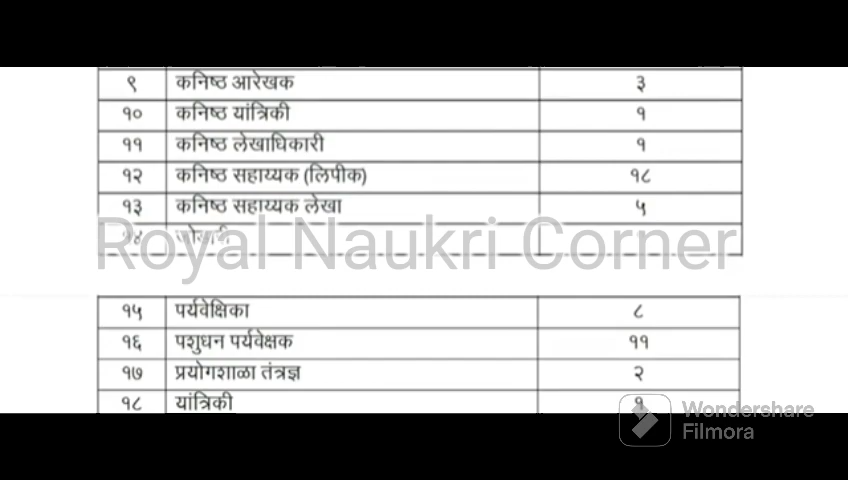 ९ कनिष्ठ आरेखक ३
१० कनिष्ठ यांत्रिकी १
११ कनिष्ठ लेखाधिकारी १
१२ कनिष्ठ सहाय्यक (लिपीक) १८
१३ कनिष्ठ सहाय्यक लेखा ५
१४
Royal Naukri Corner
१५ पर्यवेक्षिका ८
१६ पशुधन पर्यवेक्षक ११
१७ प्रयोगशाळा तंत्रज्ञ २
१८ यांत्रिकी १
Wondershare
Filmora